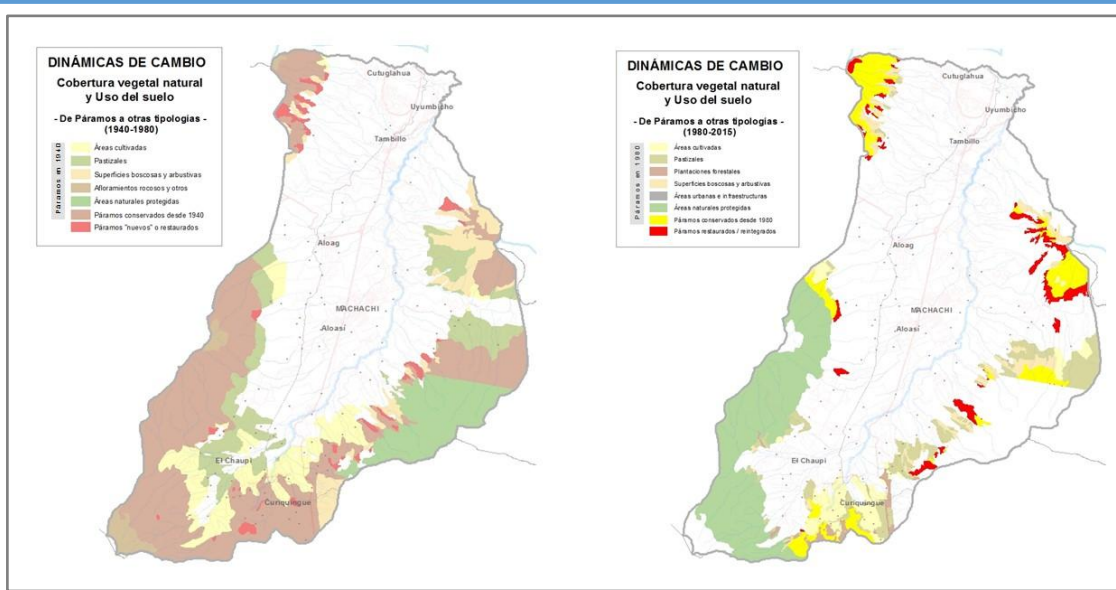 DINÁMICAS DE CAMBIO
Cobertura vegetal natural
y Uso del suelo
- De Páramos a otras tipologías -
(1940-1980)
Páramos en 1940
Áreas cultivadas
Pastizales
Superficies boscosas y arbustivas
Afloramientos rocosos y otros
Áreas naturales protegidas
Páramos conservados desde 1940
Páramos "nuevos" o restaurados
Cutuglahua
Uyumbicho
Tambillo
Aloag
MACHACHI
Aloasí
El Chaupi
Curiquingue
DINÁMICAS DE CAMBIO
Cobertura vegetal natural
y Uso del suelo
- De Páramos a otras tipologías -
(1980-2015)
Páramos en 1980
Áreas cultivadas
Pastizales
Plantaciones forestales
Superficies boscosas y arbustivas
Áreas urbanas e infraestructuras
Áreas naturales protegidas
Páramos conservados desde 1980
Páramos restaurados / reintegrados
Cutuglahua
Uyumbicho
Tambillo
Aloag
MACHACHI
Aloasí
El Chaupi
Curiquingue